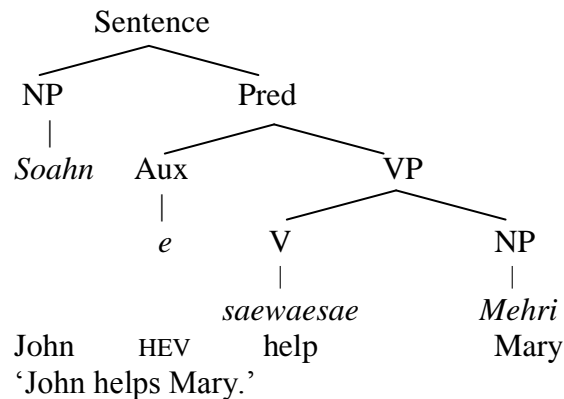 Sentence
NP Pred
Soahn Aux VP
e V NP
saewaesae Mehri
John HEV help Mary
‘John helps Mary.’